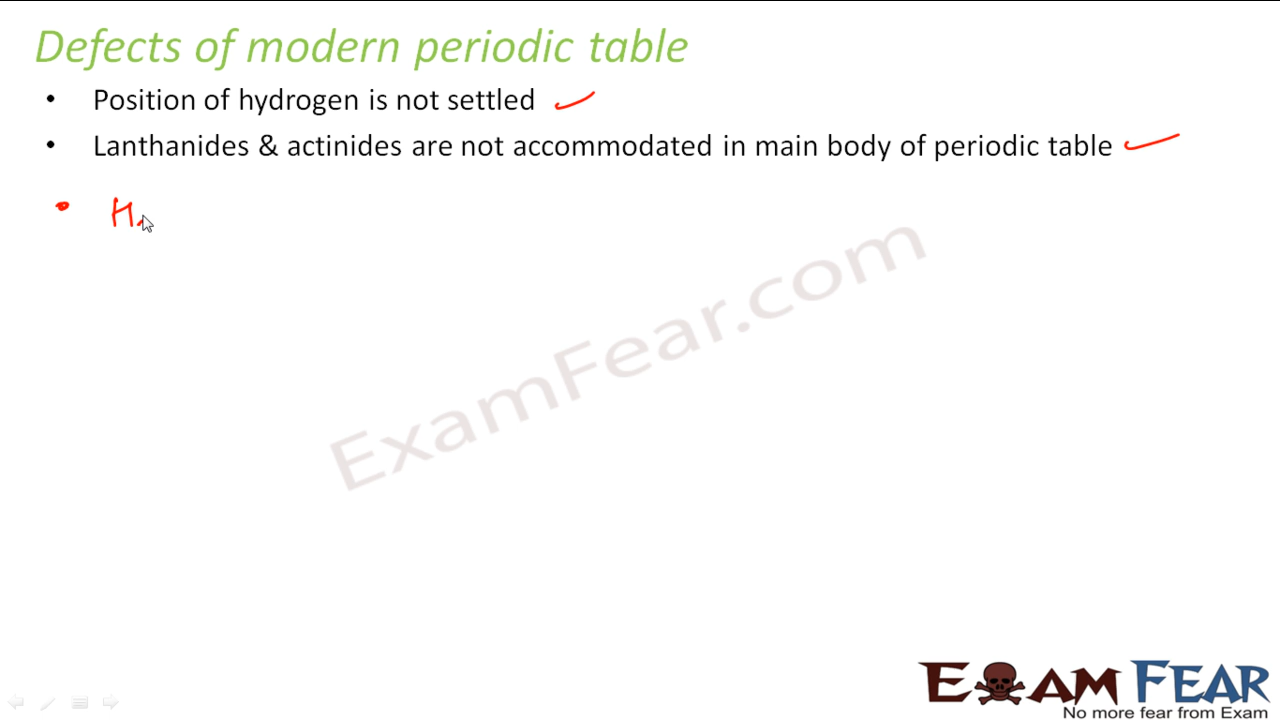 Defects of modern periodic table
• Position of hydrogen is not settled
• Lanthanides & actinides are not accommodated in main body of periodic table
• H
ExamFear.com
EXAM FEAR
No more fear from Exam